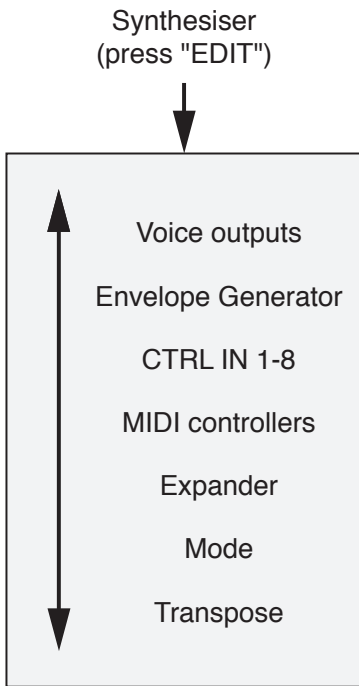 Synthesiser
(press "EDIT")
Voice outputs
Envelope Generator
CTRL IN 1-8
MIDI controllers
Expander
Mode
Transpose